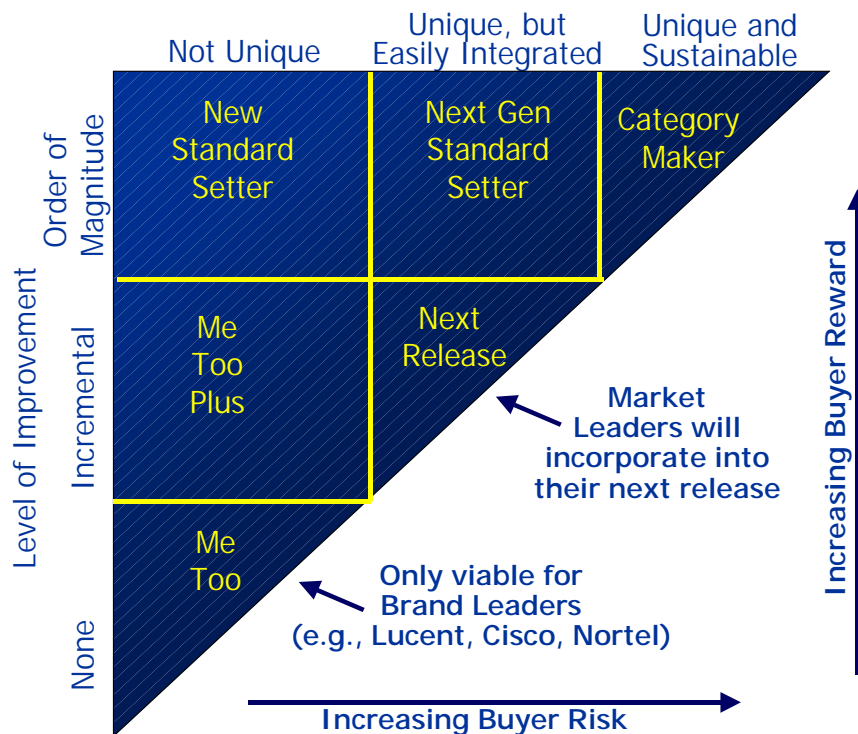 Not Unique
Unique, but
Easily Integrated
Unique and
Sustainable
Level of Improvement
Order of
Magnitude
Incremental
None
New
Standard
Setter
Next Gen
Standard
Setter
Category
Maker
Me
Too
Plus
Next
Release
Me
Too
Market
Leaders will
incorporate into
their next release
Only viable for
Brand Leaders
(e.g., Lucent, Cisco, Nortel)
Increasing Buyer Reward
Increasing Buyer Risk